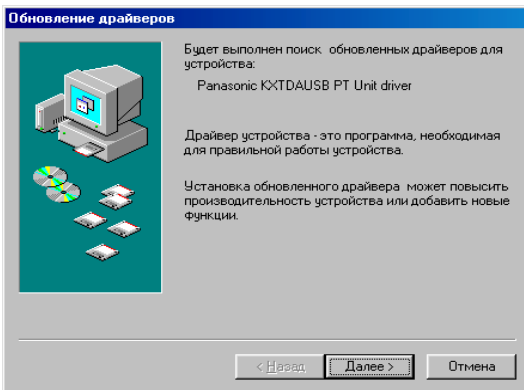 Обновление драйверов
Будет выполнен поиск обновленных драйверов для
устройства:
Panasonic KXTDAUSB PT Unit driver
Драйвер устройства - это программа, необходимая
для правильной работы устройства.
Установка обновленного драйвера может повысить
производительность устройства или добавить новые
функции.
< Назад
Далее >
Отмена